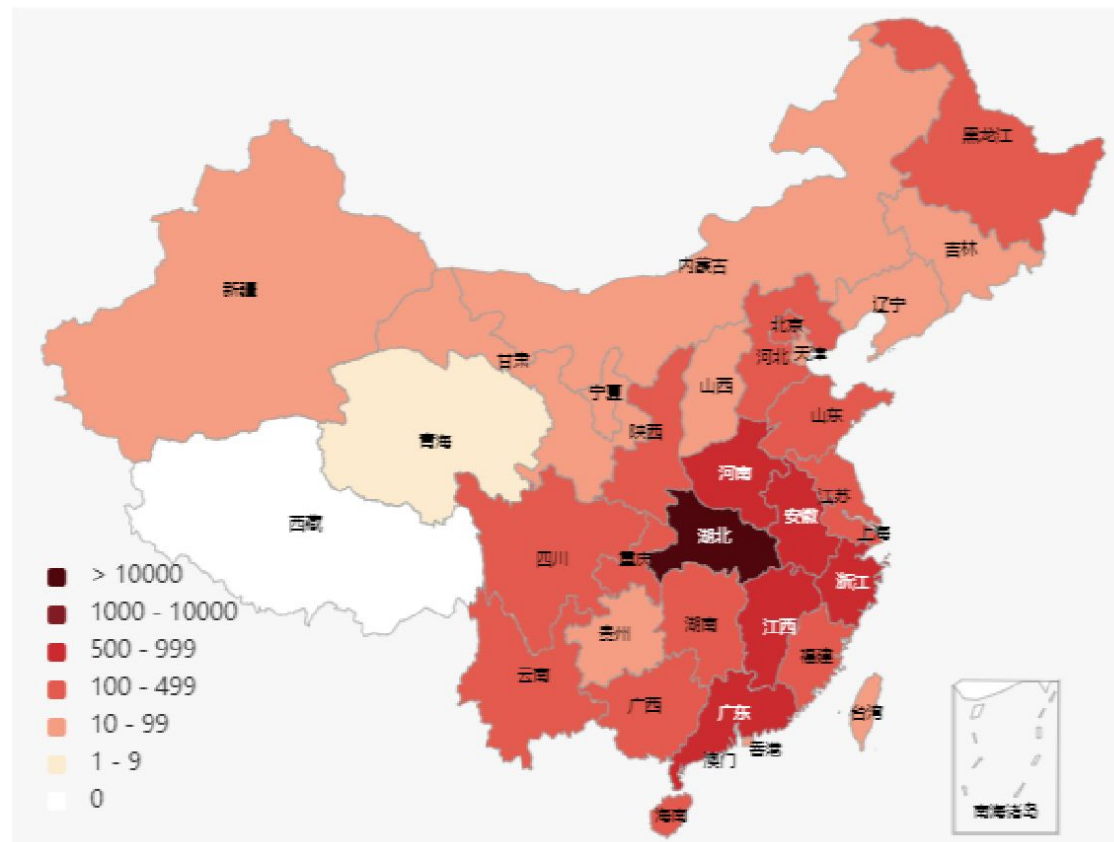 黑龙江
吉林
内蒙古
新疆
辽宁
北京
河北
天津
甘肃
宁夏
山西
山东
青海
陕西
河南
江苏
安徽
西藏
湖北
上海
四川
重庆
浙江
> 10000
1000 - 10000
500 - 999
100 - 499
10 - 99
1 - 9
0
贵州
湖南
江西
福建
云南
广西
广东
台湾
澳门
香港
海南
南海诸岛